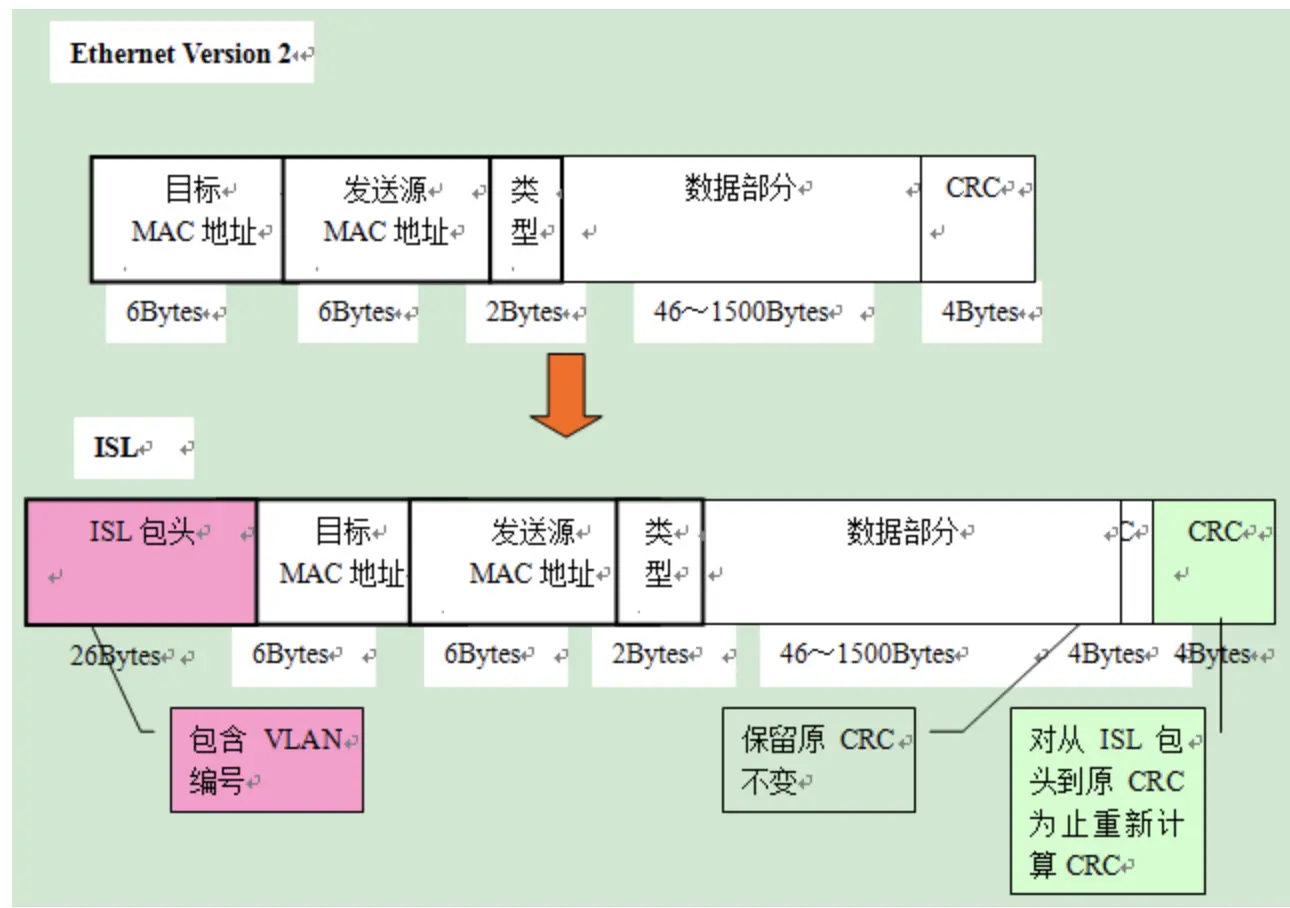 Ethernet Version 2
目标
MAC 地址
发送源
MAC 地址
类
型
数据部分
CRC
6Bytes
6Bytes
2Bytes
46～1500Bytes
4Bytes
ISL
ISL 包头
目标
MAC 地址
发送源
MAC 地址
类
型
数据部分
C
CRC
26Bytes
6Bytes
6Bytes
2Bytes
46～1500Bytes
4Bytes
4Bytes
包含 VLAN
编号
保留原 CRC
不变
对从 ISL 包
头到原 CRC
为止重新计
算 CRC